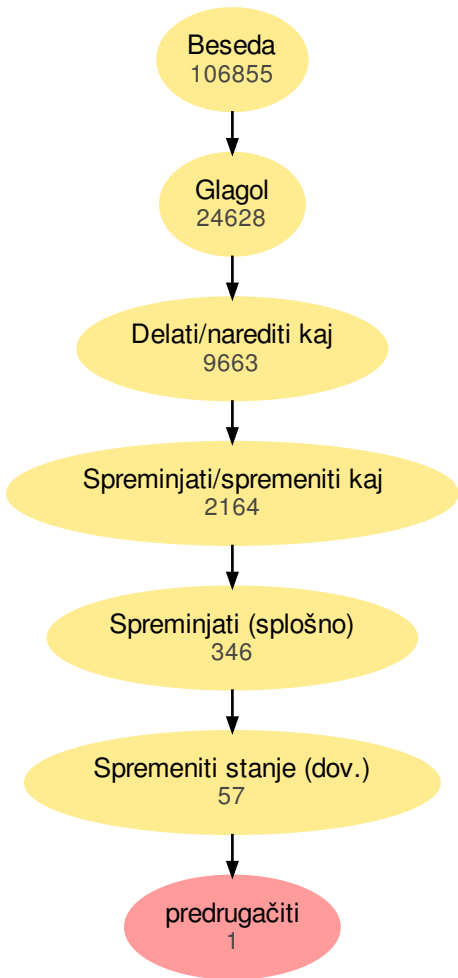 Beseda
106855
Glagol
24628
Delati/narediti kaj
9663
Spreminjati/spremeniti kaj
2164
Spreminjati (splošno)
346
Spremeniti stanje (dov.)
57
predrugačiti
1